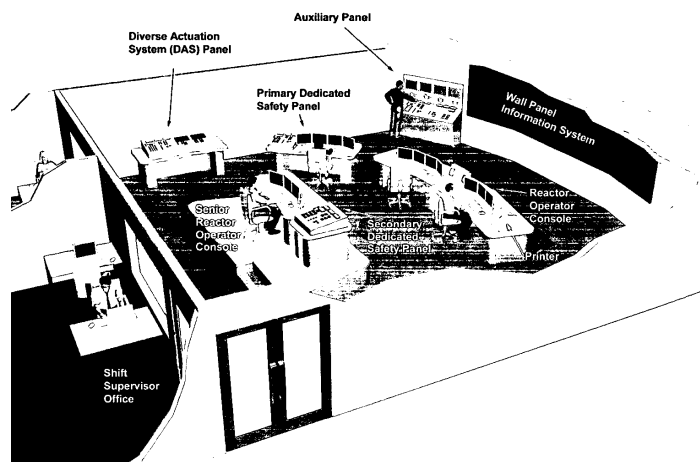 Auxiliary Panel
Diverse Actuation
System (DAS) Panel
Primary Dedicated
Safety Panel
Wall Panel
Information System
Reactor
Operator
Console
Senior
Reactor
Operator
Console
Secondary
Dedicated
Safety Panel
Printer
Shift
Supervisor
Office